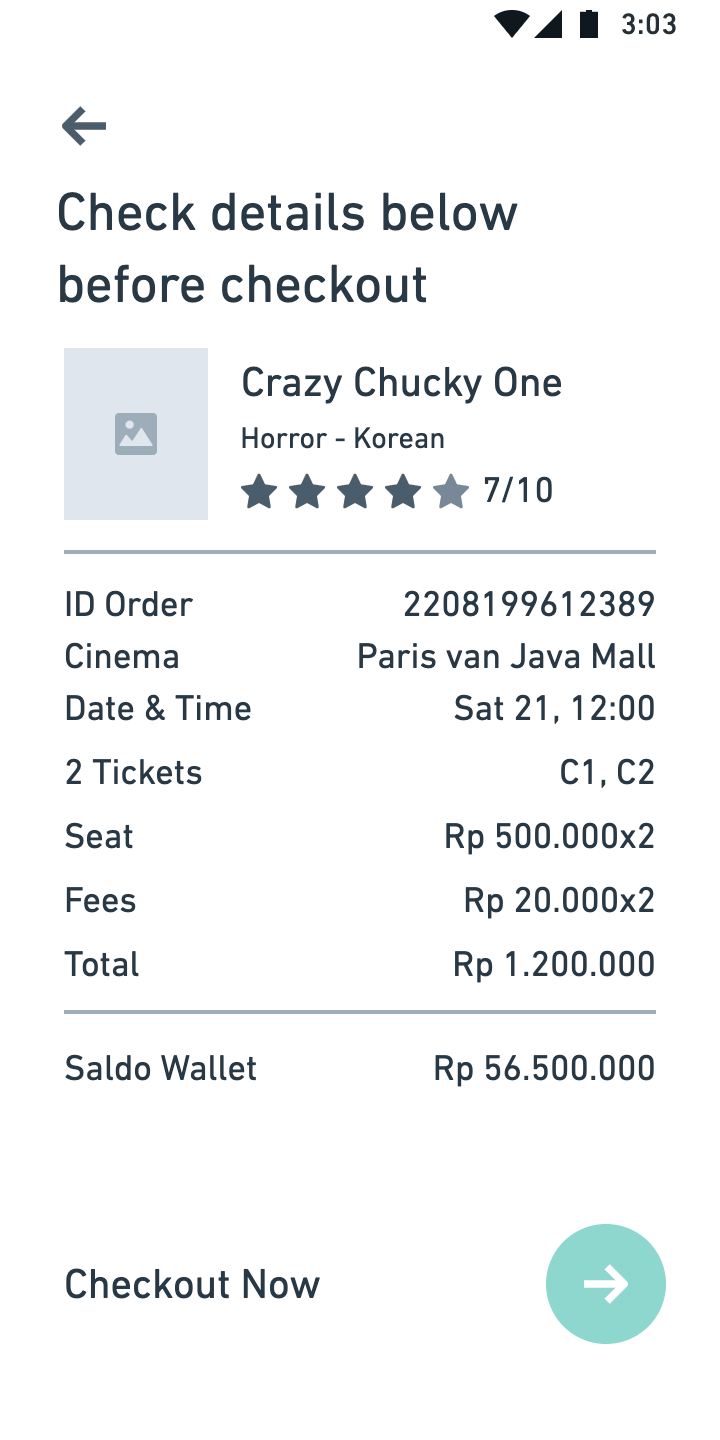 3:03
Check details below
before checkout
Crazy Chucky One
Horror - Korean
7/10
ID Order 2208199612389
Cinema Paris van Java Mall
Date & Time Sat 21, 12:00
2 Tickets C1, C2
Seat Rp 500.000x2
Fees Rp 20.000x2
Total Rp 1.200.000
Saldo Wallet Rp 56.500.000
Checkout Now